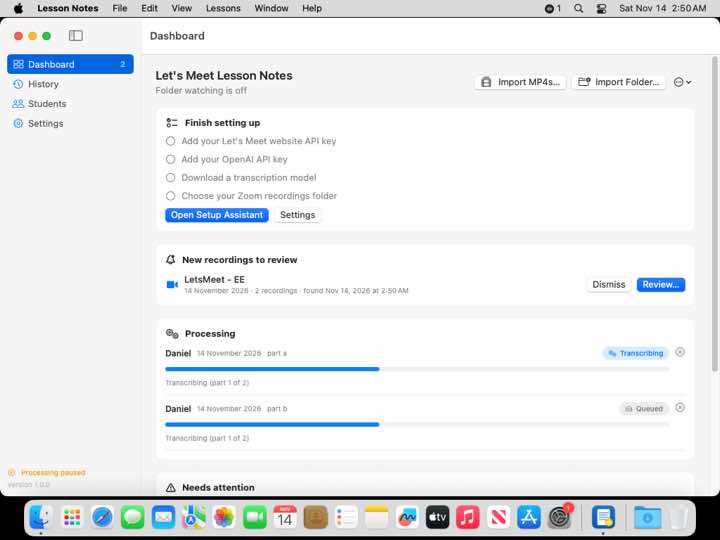 Lesson Notes File Edit View Lessons Window Help 1 Sat Nov 14 2:50 AM
Dashboard
Dashboard 2
History
Students
Settings
Processing paused
version 1.0.0
Let's Meet Lesson Notes
Folder watching is off
Import MP4s...
Import Folder...
Finish setting up
Add your Let's Meet website API key
Add your OpenAI API key
Download a transcription model
Choose your Zoom recordings folder
Open Setup Assistant Settings
New recordings to review
LetsMeet - EE
14 November 2026 · 2 recordings · found Nov 14, 2026 at 2:50 AM
Dismiss Review...
Processing
Daniel 14 November 2026 part a Transcribing
Transcribing (part 1 of 2)
Daniel 14 November 2026 part b Queued
Transcribing (part 1 of 2)
Needs attention
NOV
14
tv
1